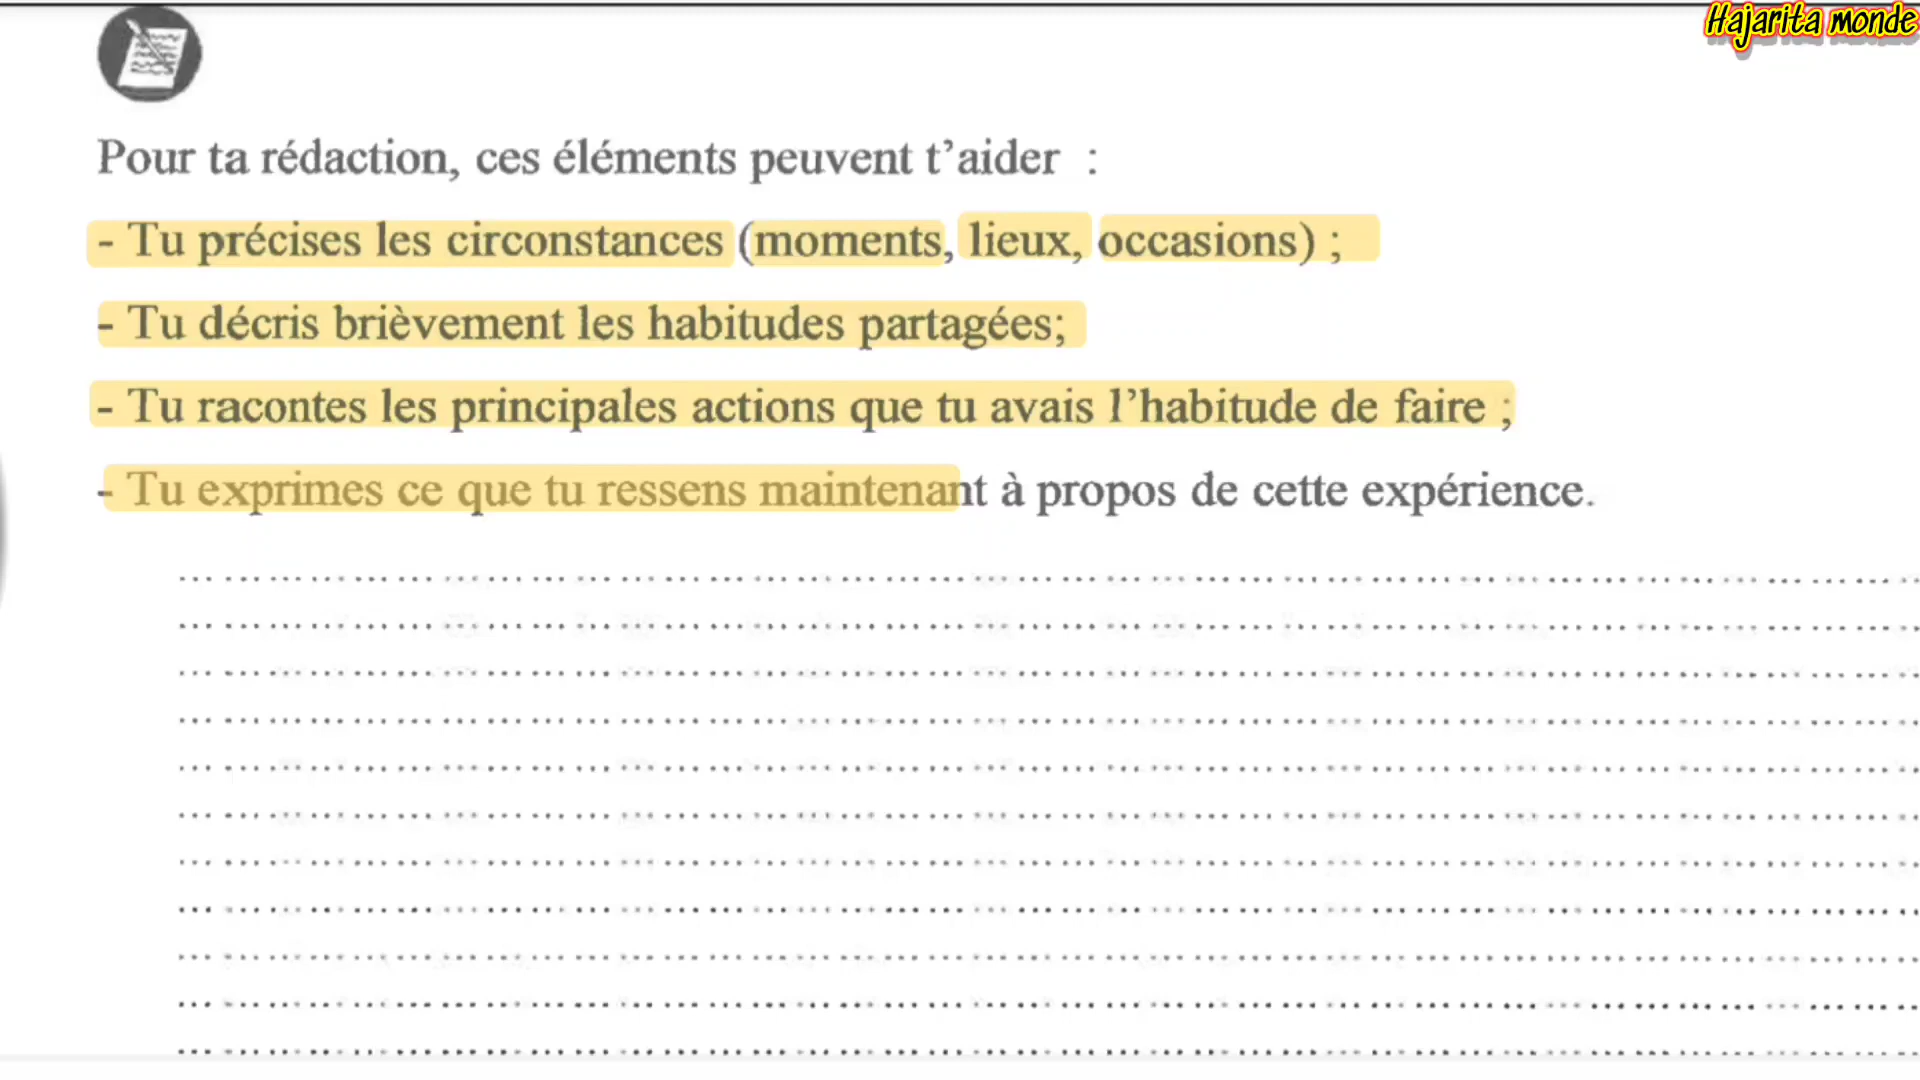 Hajarita monde
Pour ta rédaction, ces éléments peuvent t’aider :
- Tu précises les circonstances (moments, lieux, occasions) ;
- Tu décris brièvement les habitudes partagées;
- Tu racontes les principales actions que tu avais l’habitude de faire ;
- Tu exprimes ce que tu ressens maintenant à propos de cette expérience.